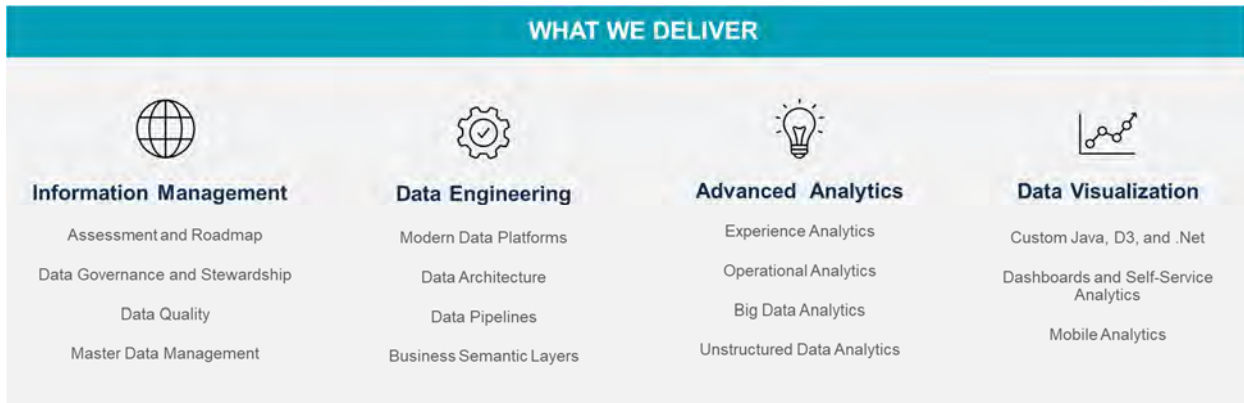 WHAT WE DELIVER
Information Management
Assessment and Roadmap
Data Governance and Stewardship
Data Quality
Master Data Management
Data Engineering
Modern Data Platforms
Data Architecture
Data Pipelines
Business Semantic Layers
Advanced Analytics
Experience Analytics
Operational Analytics
Big Data Analytics
Unstructured Data Analytics
Data Visualization
Custom Java, D3, and .Net
Dashboards and Self-Service
Analytics
Mobile Analytics